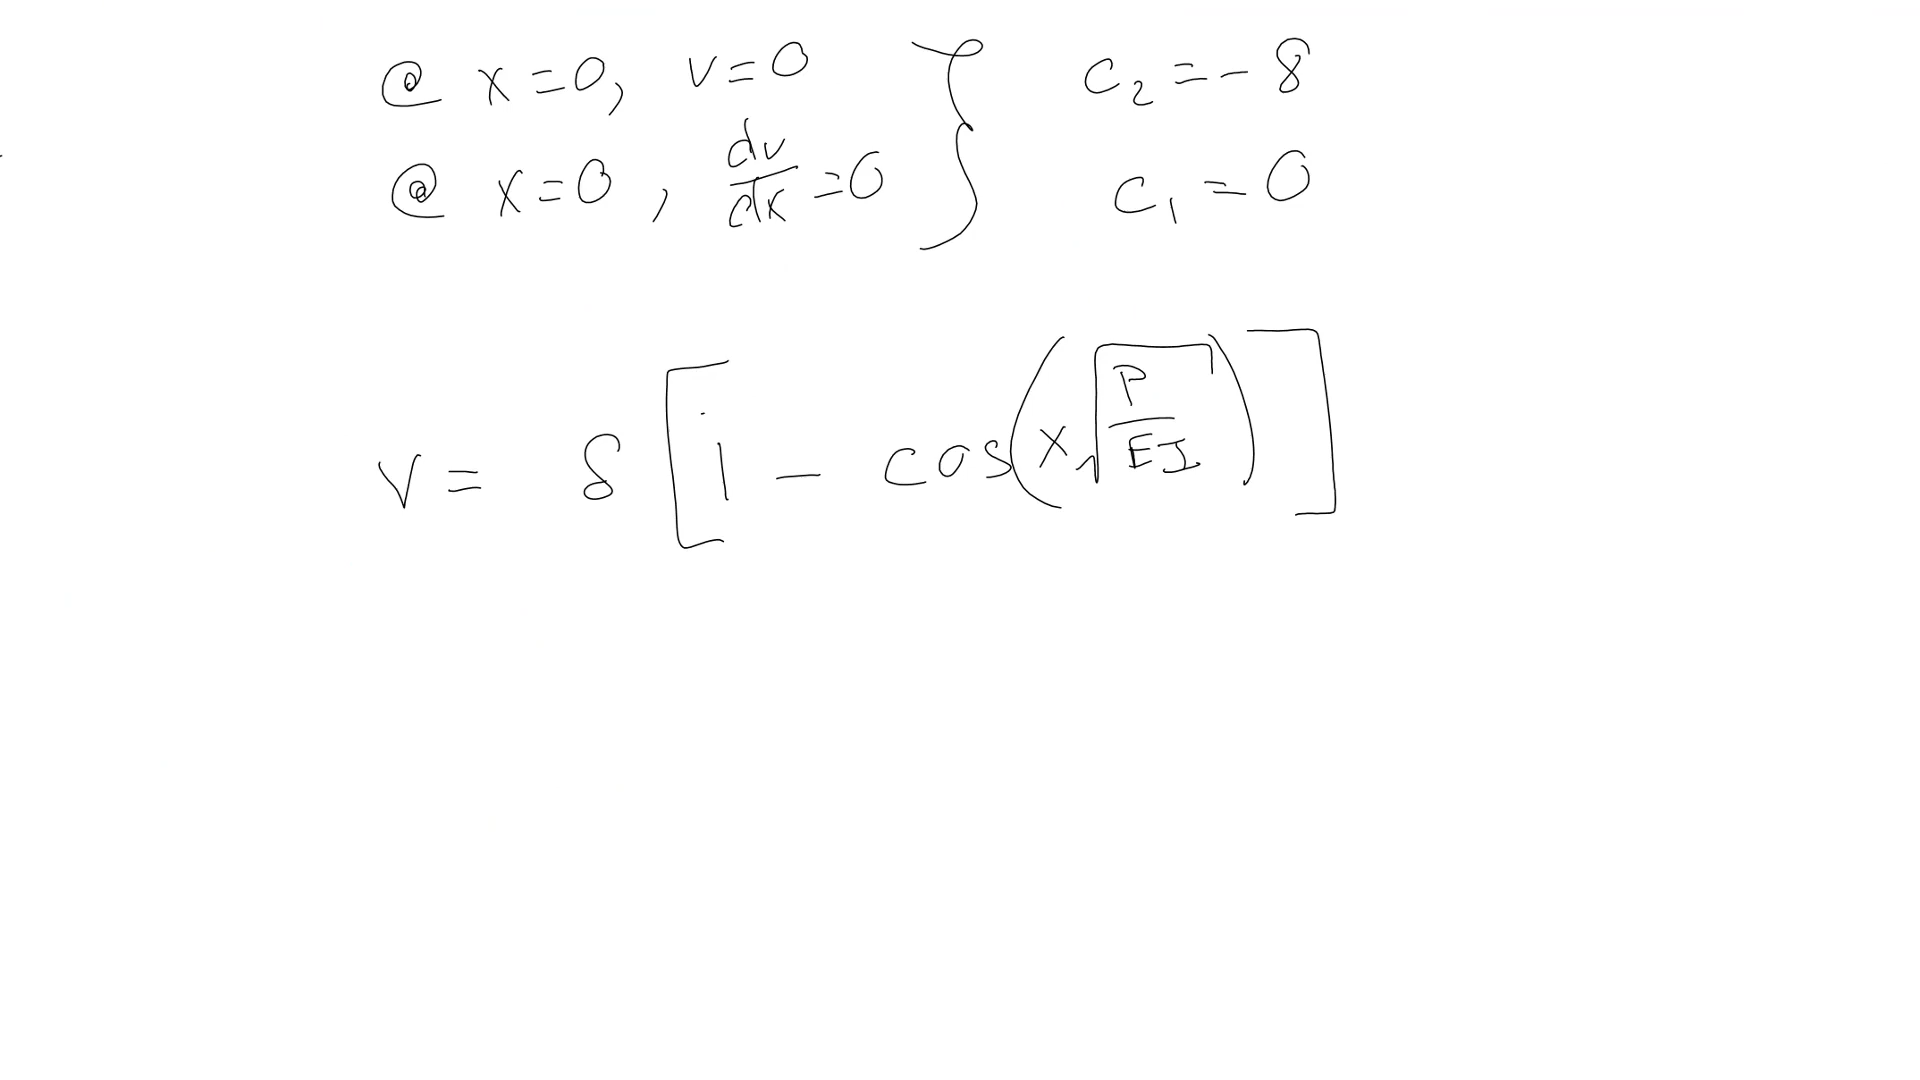 @ x=0, v=0 } c₂ = -δ
@ x=0, dv/dx=0 } c₁ = 0
v = δ [1 - cos(x√(P/EI))]